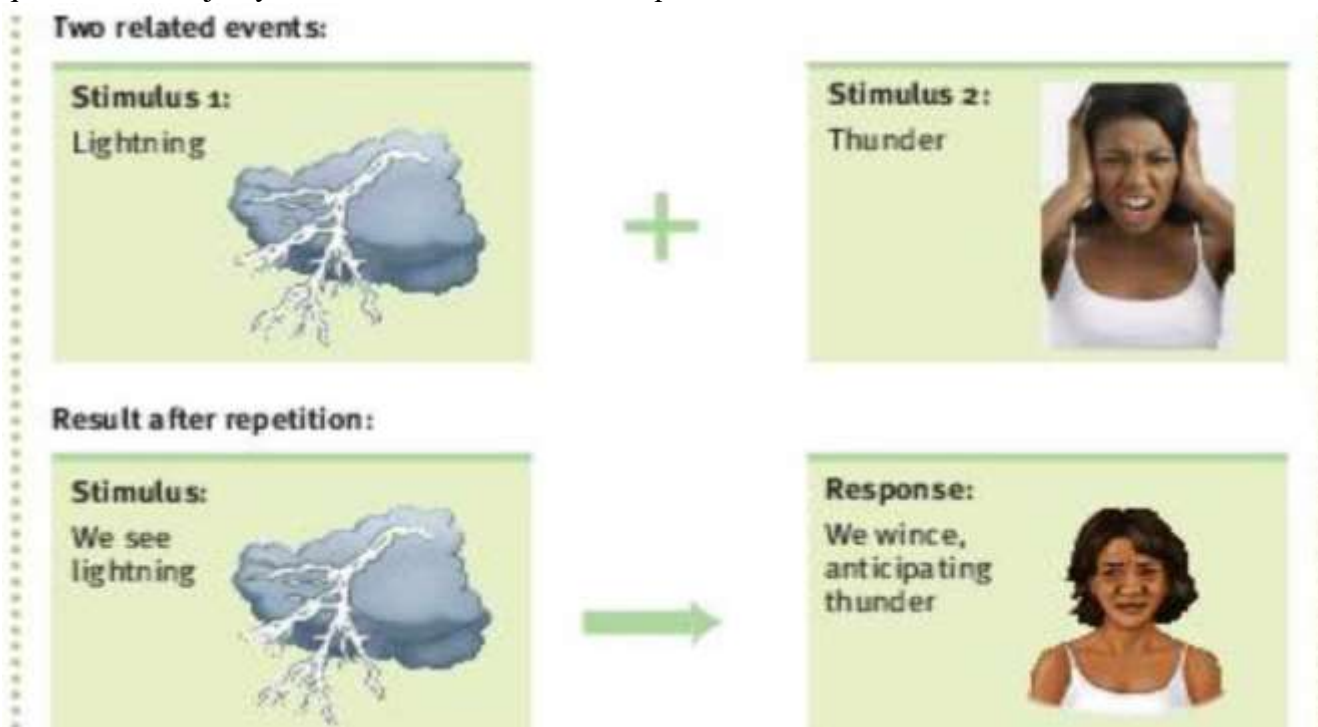 Two related events:
Stimulus 1:
Lightning
Stimulus 2:
Thunder
Result after repetition:
Stimulus:
We see
lightning
Response:
We wince,
anticipating
thunder